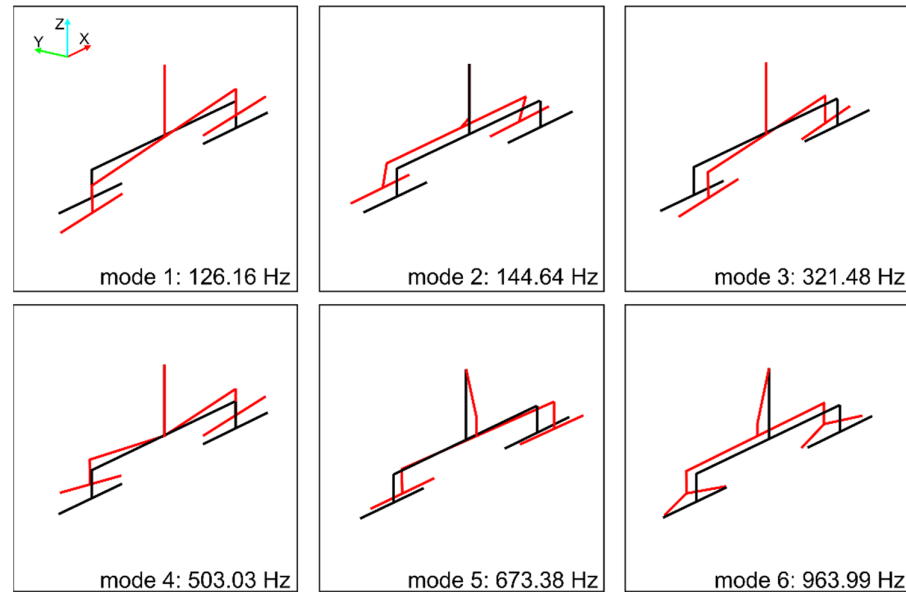 Z
Y
X
mode 1: 126.16 Hz
mode 2: 144.64 Hz
mode 3: 321.48 Hz
mode 4: 503.03 Hz
mode 5: 673.38 Hz
mode 6: 963.99 Hz